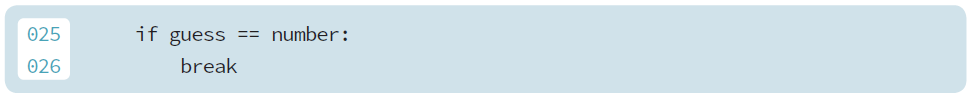 025    if guess == number:
026        break